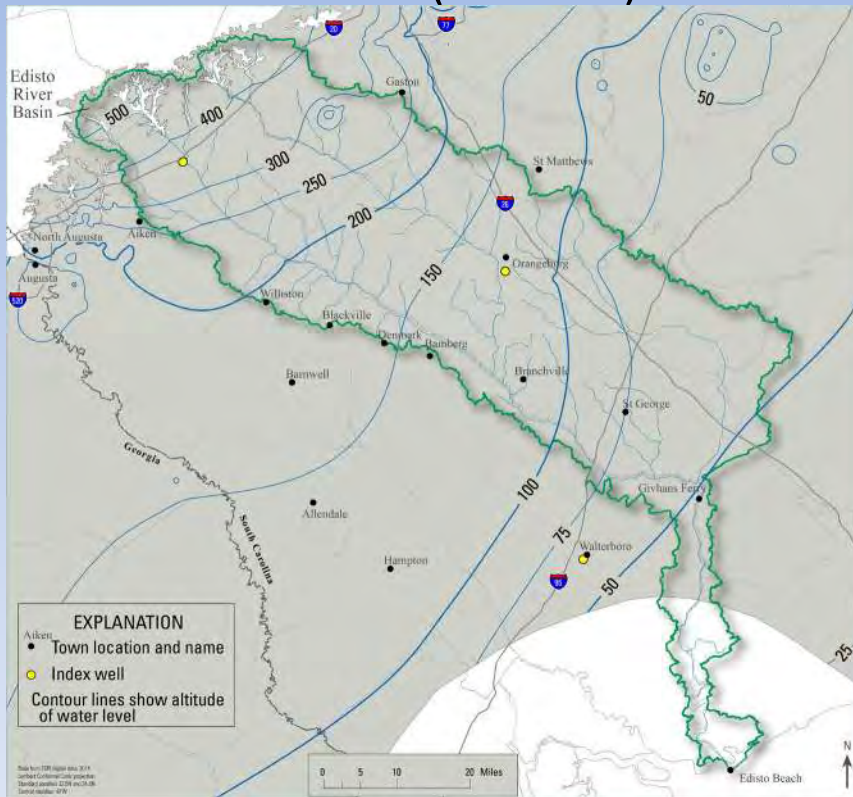 20
77
Edisto
River
Basin
Gaston
500
400
50
300
St Matthews
250
26
200
Aiken
North Augusta
Augusta
Orangeburg
150
520
Williston
Blackville
Denmark
Bamberg
Barnwell
Branchville
St George
Georgia
100
Givhans Ferry
Allendale
South Carolina
75
Walterboro
Hampton
95
50
25
EXPLANATION
Aiken
Town location and name
Index well
Contour lines show altitude
of water level
0 5 10 20 Miles
N
Edisto Beach